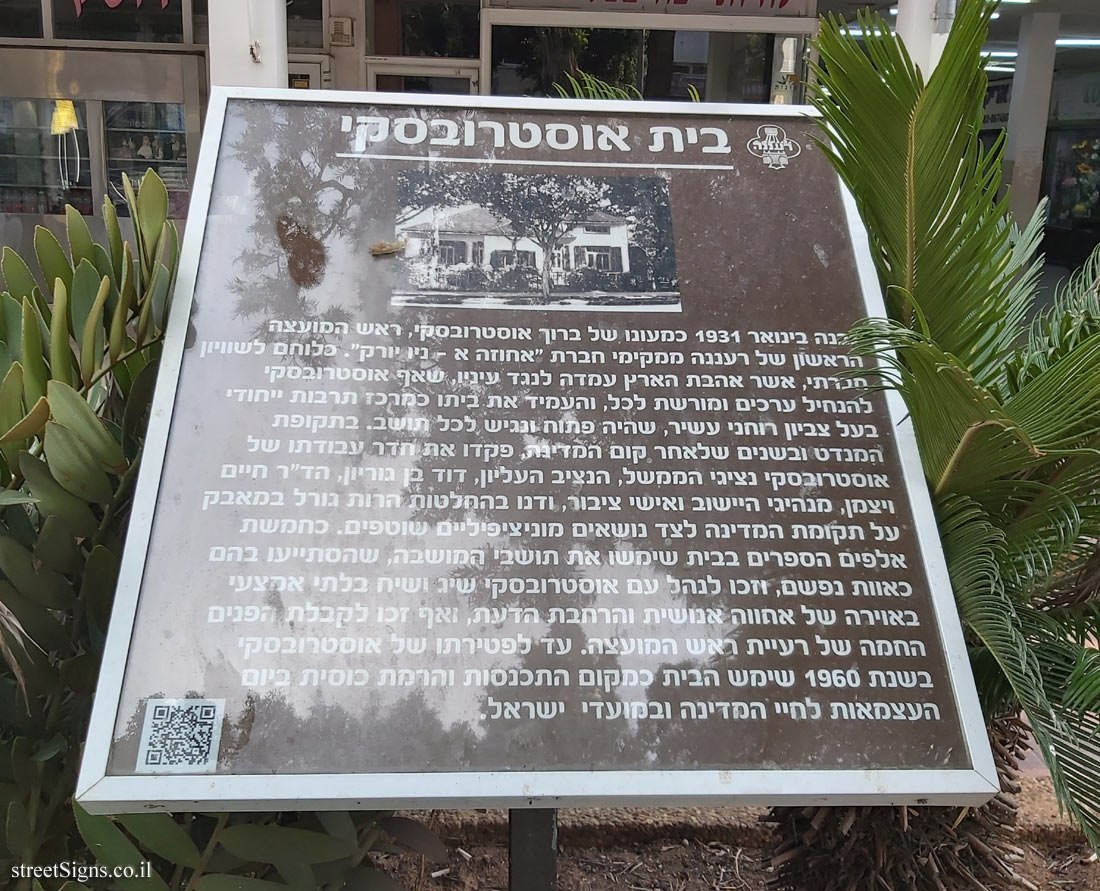 בית אוסטרובסקי
רעננה
נבנה בינואר 1931 כמעונו של ברוך אוסטרובסקי, ראש המועצה
הראשון של רעננה ממקימי חברת "אחוזה א - ניו יורק". כלוחם לשוויון
חברתי, אשר אהבת הארץ עמדה לנגד עיניו, שאף אוסטרובסקי
להנחיל ערכים ומורשת לכל, והעמיד את ביתו כמרכז תרבות ייחודי
בעל צביון רוחני עשיר, שהיה פתוח ונגיש לכל תושב. בתקופת
המנדט ובשנים שלאחר קום המדינה, פקדו את חדר עבודתו של
אוסטרובסקי נציגי הממשל, הנציב העליון, דוד בן גוריון, הד"ר חיים
ויצמן, מנהיגי היישוב ואישי ציבור, ודנו בהחלטות הרות גורל במאבק
על תקומת המדינה לצד נושאים מוניציפיליים שוטפים. כחמשת
אלפים הספרים בבית שימשו את תושבי המושבה, שהסתייעו בהם
כאוות נפשם, וזכו לנהל עם אוסטרובסקי שיג ושיח בלתי אמצעי
באוירה של אחווה אנושית והרחבת הדעת, ואף זכו לקבלת הפנים
החמה של רעיית ראש המועצה. עד לפטירתו של אוסטרובסקי
בשנת 1960 שימש הבית כמקום התכנסות והרמת כוסית ביום
העצמאות לחיי המדינה ובמועדי ישראל.
streetSigns.co.il